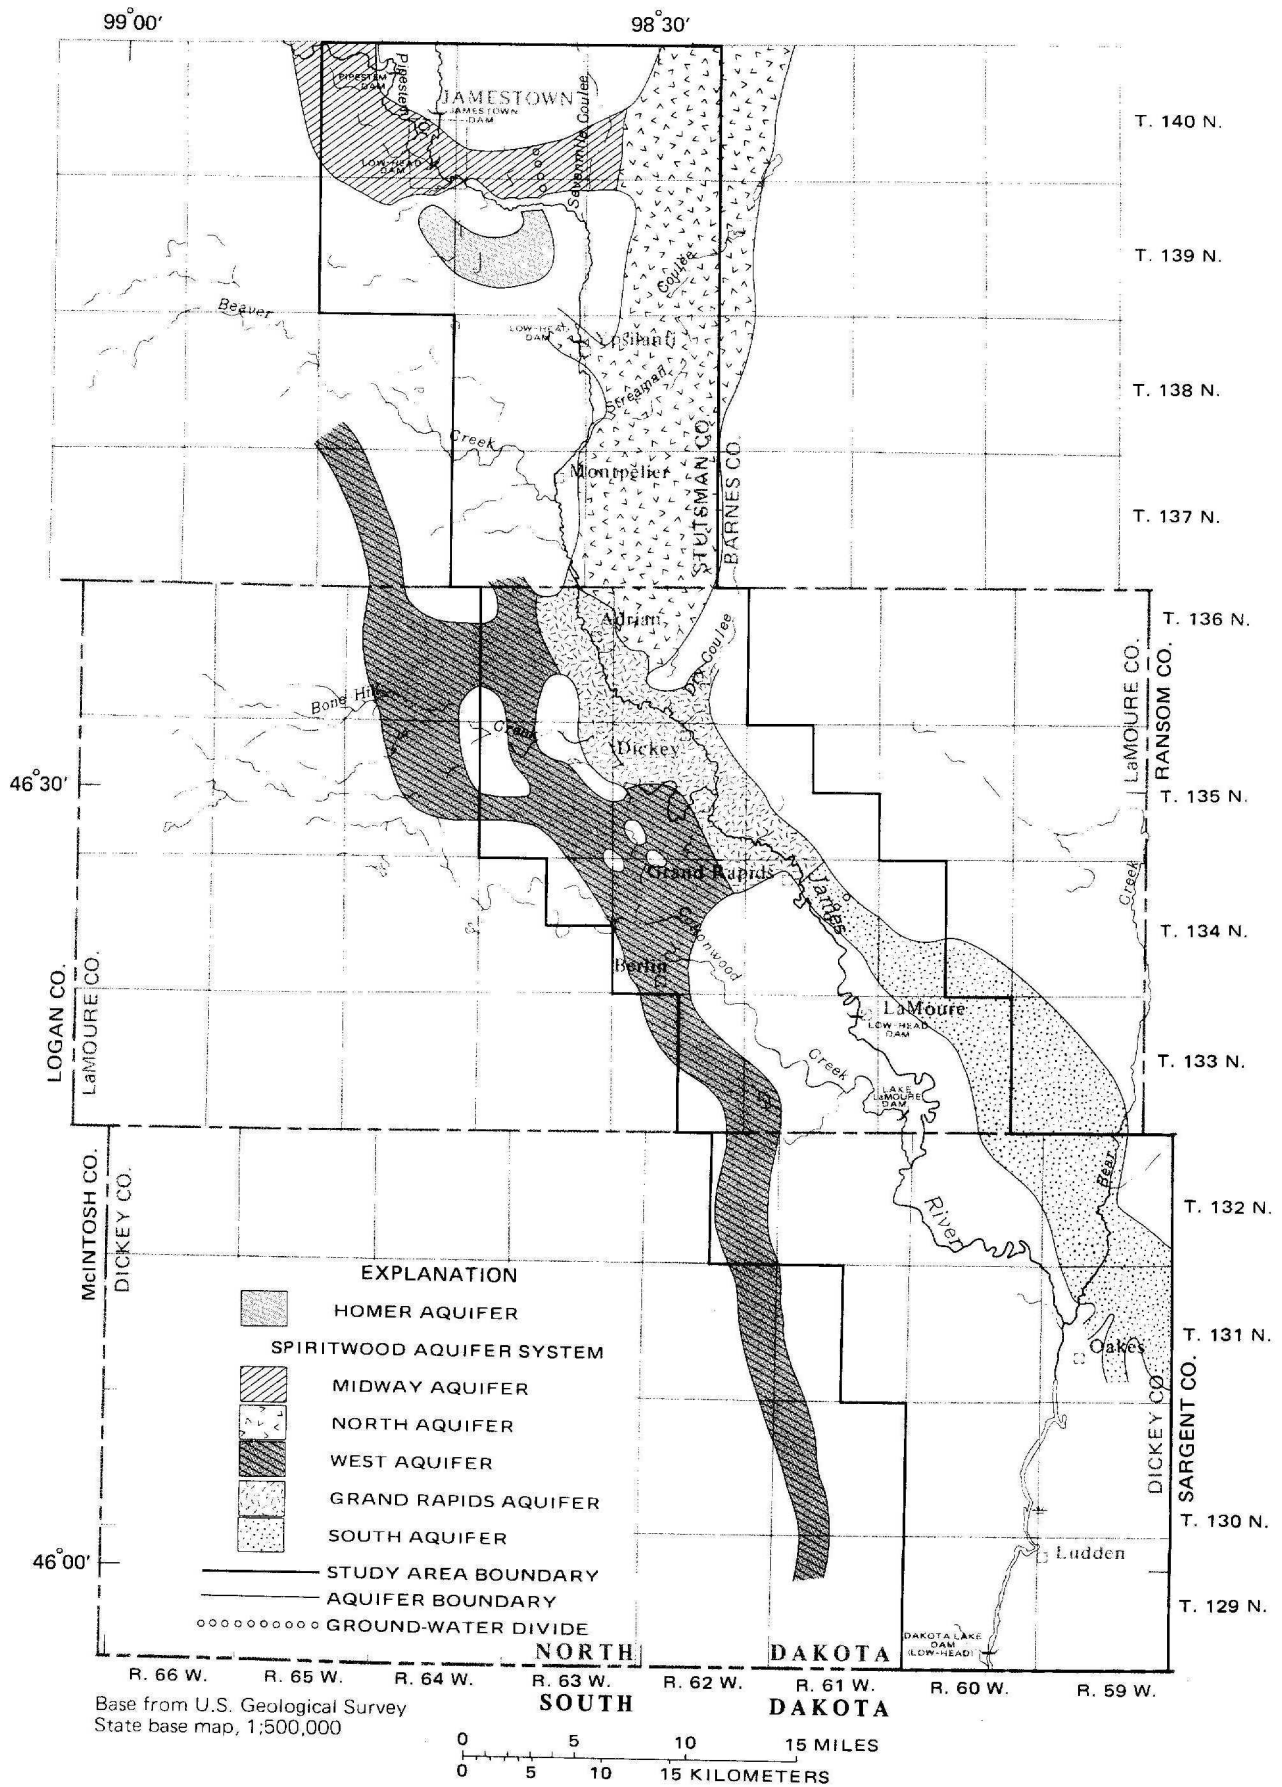 99°00'
98°30'
PIPESTEM
DAM
Pipestem
Cr
JAMESTOWN
JAMESTOWN
DAM
LOW-HEAD
DAM
Sevenmile Coulee
T. 140 N.
T. 139 N.
Coulee
Beaver
LOW-HEAD
DAM
Ypsilanti
Streaman
T. 138 N.
Creek
Montpelier
STUTSMAN CO.
BARNES CO.
T. 137 N.
Adrian
T. 136 N.
Dry Coulee
LaMOURE CO.
RANSOM CO.
Bone Hill
Creek
Dickey
46°30'
T. 135 N.
Grand Rapids
James
Creek
Cottonwood
T. 134 N.
Berlin
LOGAN CO.
LaMOURE CO.
LaMoure
LOW-HEAD
DAM
Creek
T. 133 N.
LAKE
LaMOURE
DAM
McINTOSH CO.
DICKEY CO.
Bear
River
T. 132 N.
EXPLANATION
HOMER AQUIFER
SPIRITWOOD AQUIFER SYSTEM
MIDWAY AQUIFER
NORTH AQUIFER
WEST AQUIFER
GRAND RAPIDS AQUIFER
SOUTH AQUIFER
STUDY AREA BOUNDARY
AQUIFER BOUNDARY
GROUND-WATER DIVIDE
T. 131 N.
Oakes
DICKEY CO.
SARGENT CO.
T. 130 N.
46°00'
Ludden
T. 129 N.
DAKOTA LAKE
DAM
(LOW-HEAD)
NORTH DAKOTA
R. 66 W. R. 65 W. R. 64 W. R. 63 W. R. 62 W. R. 61 W. R. 60 W. R. 59 W.
SOUTH DAKOTA
Base from U.S. Geological Survey
State base map, 1:500,000
0 5 10 15 MILES
0 5 10 15 KILOMETERS